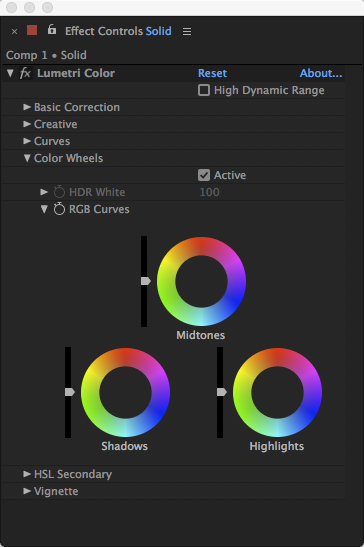 × Effect Controls Solid
Comp 1 • Solid
fx Lumetri Color Reset About...
High Dynamic Range
Basic Correction
Creative
Curves
Color Wheels
Active
HDR White 100
RGB Curves
Midtones
Shadows Highlights
HSL Secondary
Vignette